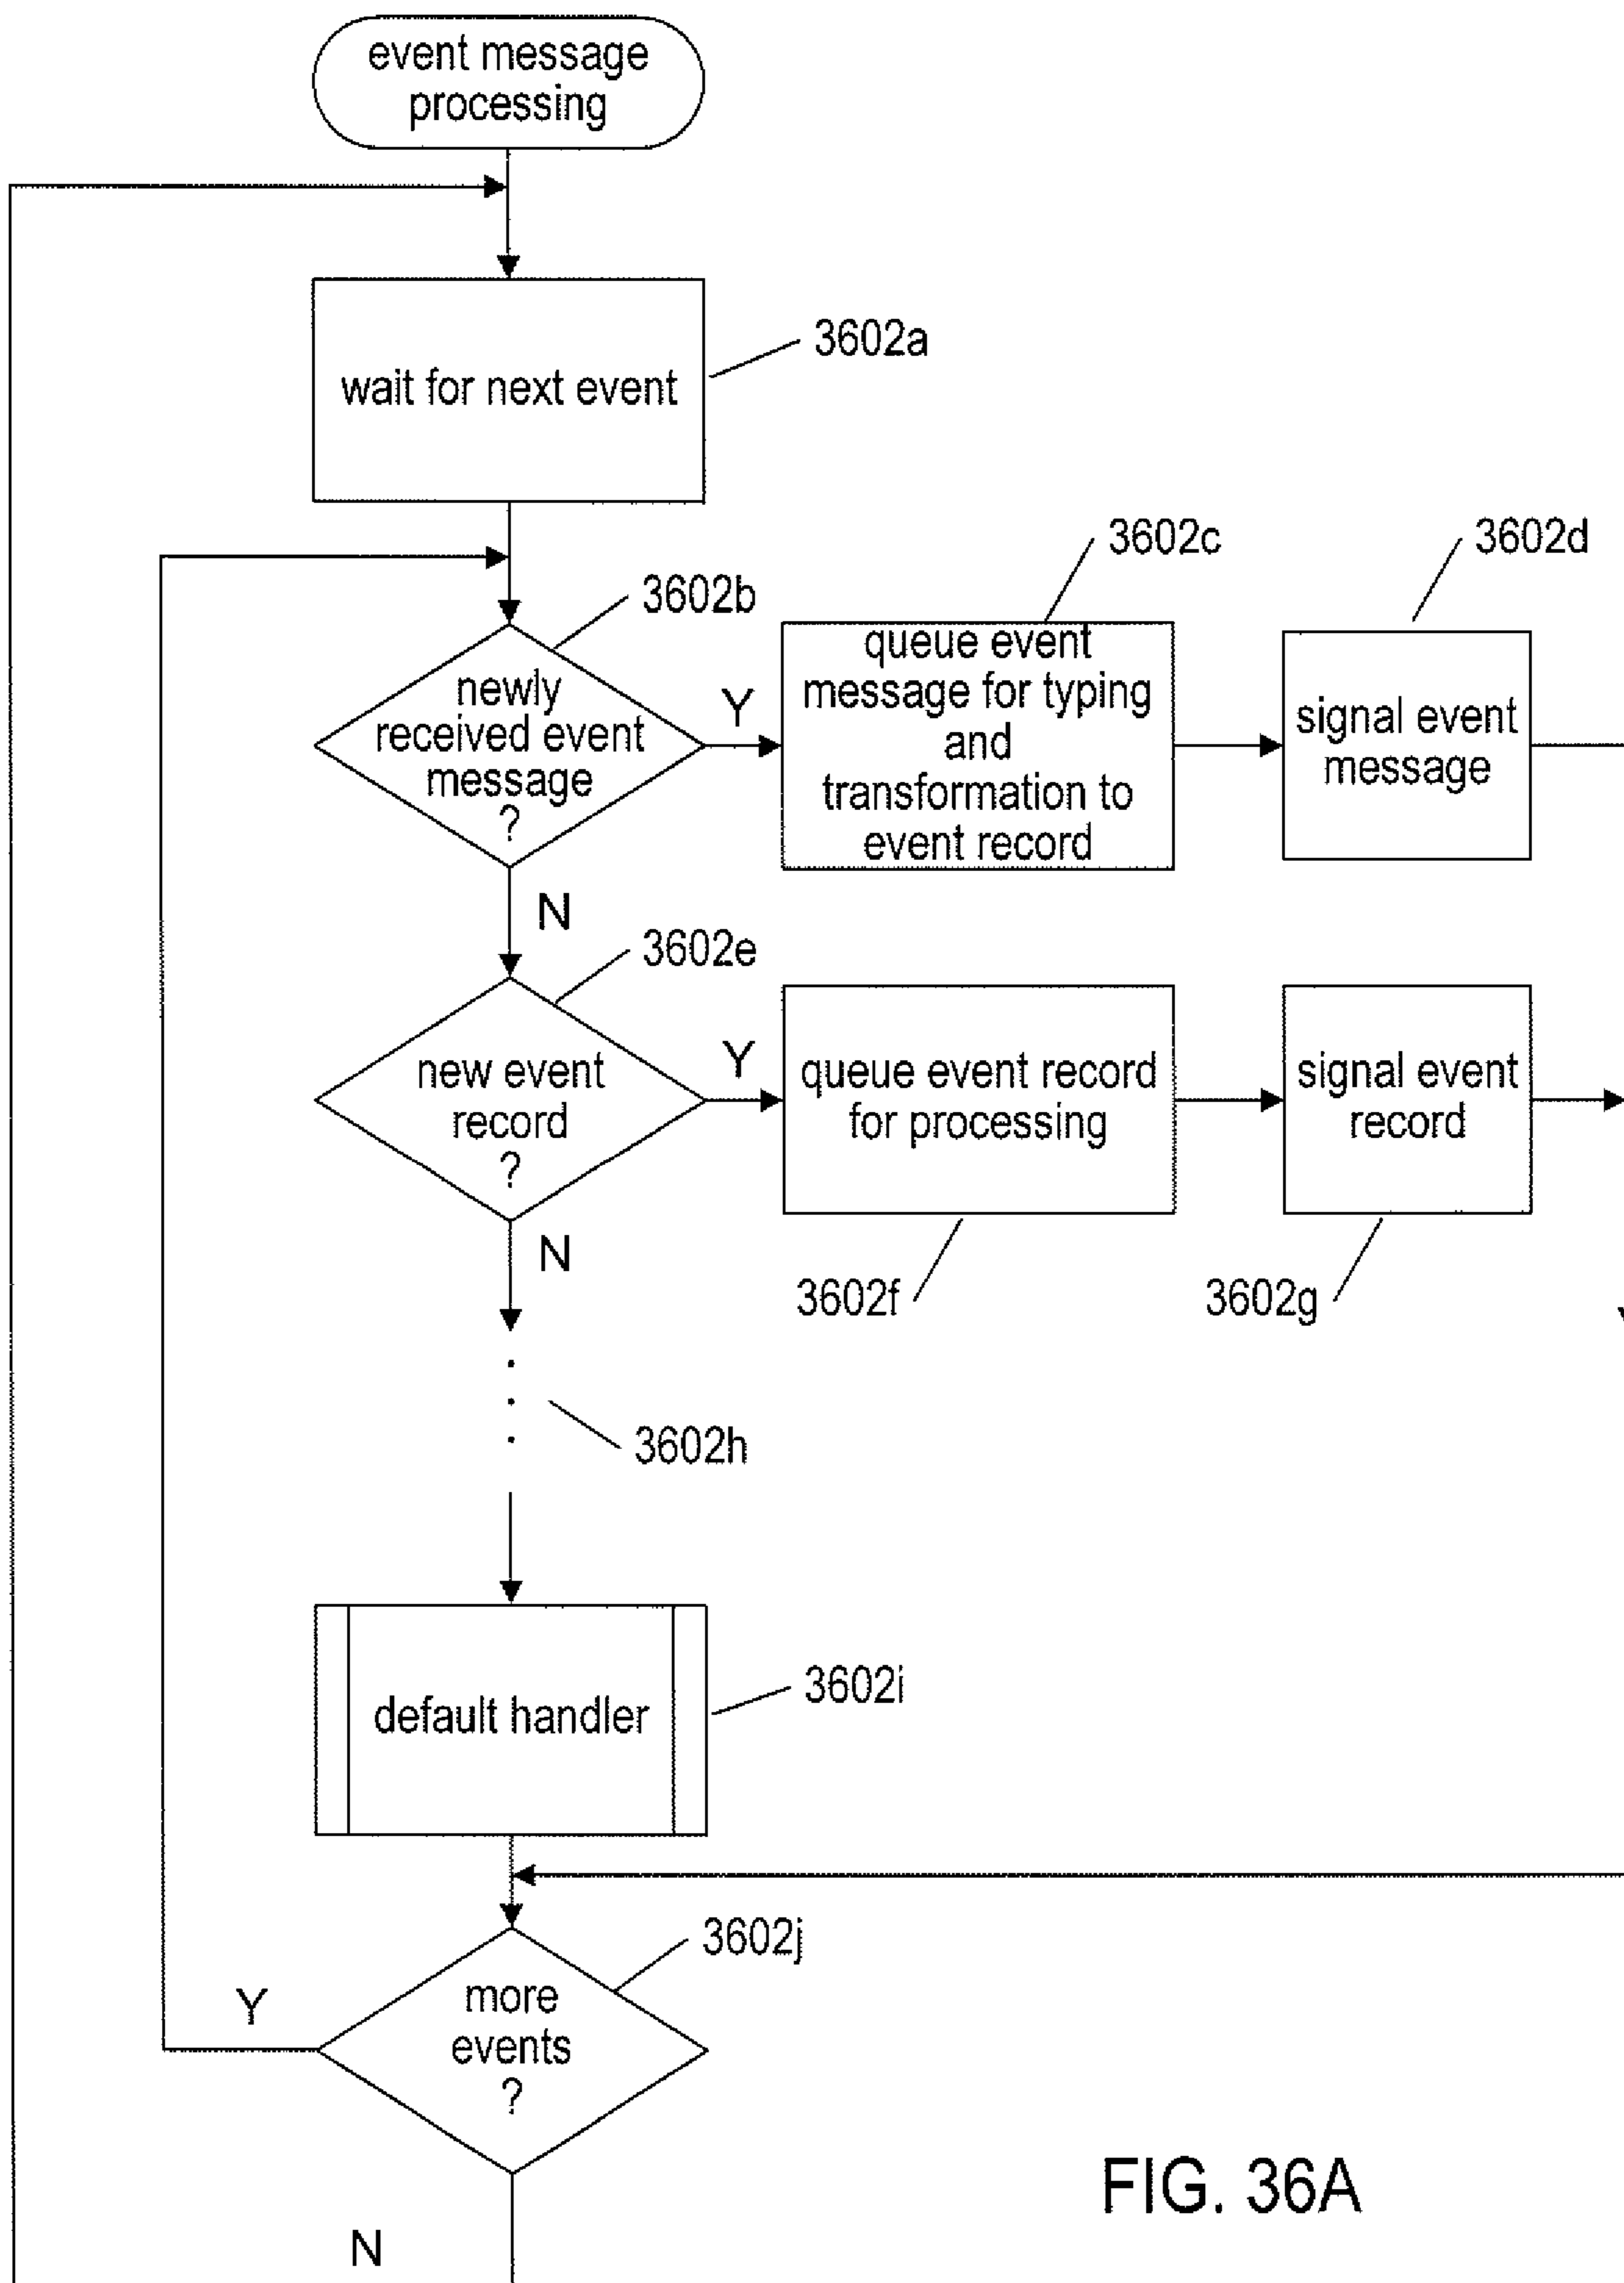 event message
processing
wait for next event
3602a
3602b
newly
received event
message
?
Y
N
3602c
queue event
message for typing
and
transformation to
event record
3602d
signal event
message
3602e
new event
record
?
Y
N
queue event record
for processing
3602f
signal event
record
3602g
3602h
default handler
3602i
3602j
more
events
?
Y
N
FIG. 36A